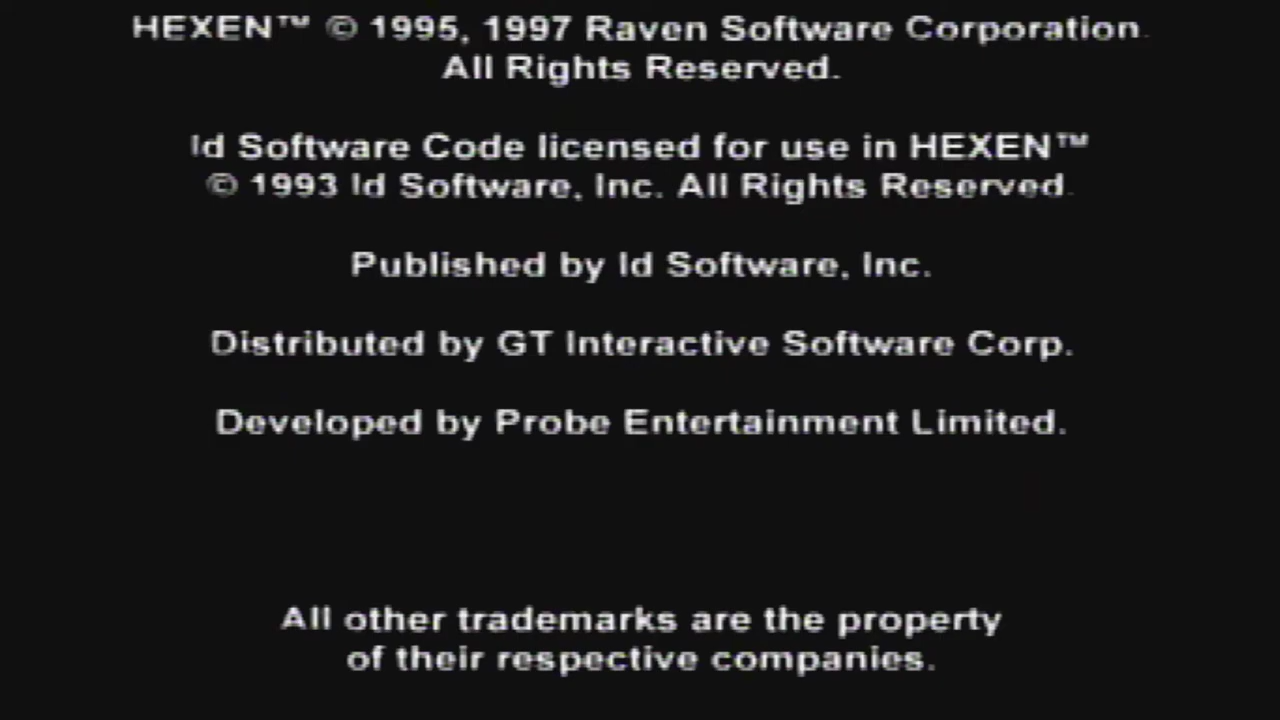 HEXEN™ © 1995, 1997 Raven Software Corporation.
All Rights Reserved.
Id Software Code licensed for use in HEXEN™
© 1993 Id Software, Inc. All Rights Reserved.
Published by Id Software, Inc.
Distributed by GT Interactive Software Corp.
Developed by Probe Entertainment Limited.
All other trademarks are the property
of their respective companies.